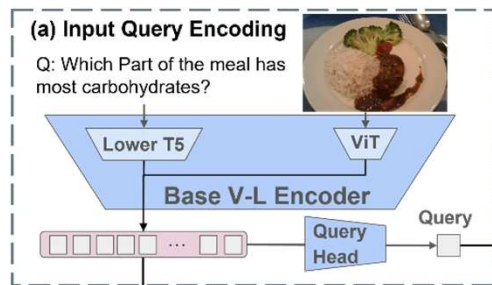 (a) Input Query Encoding
Q: Which Part of the meal has
most carbohydrates?
Lower T5
ViT
Base V-L Encoder
Query
Head
Query
...